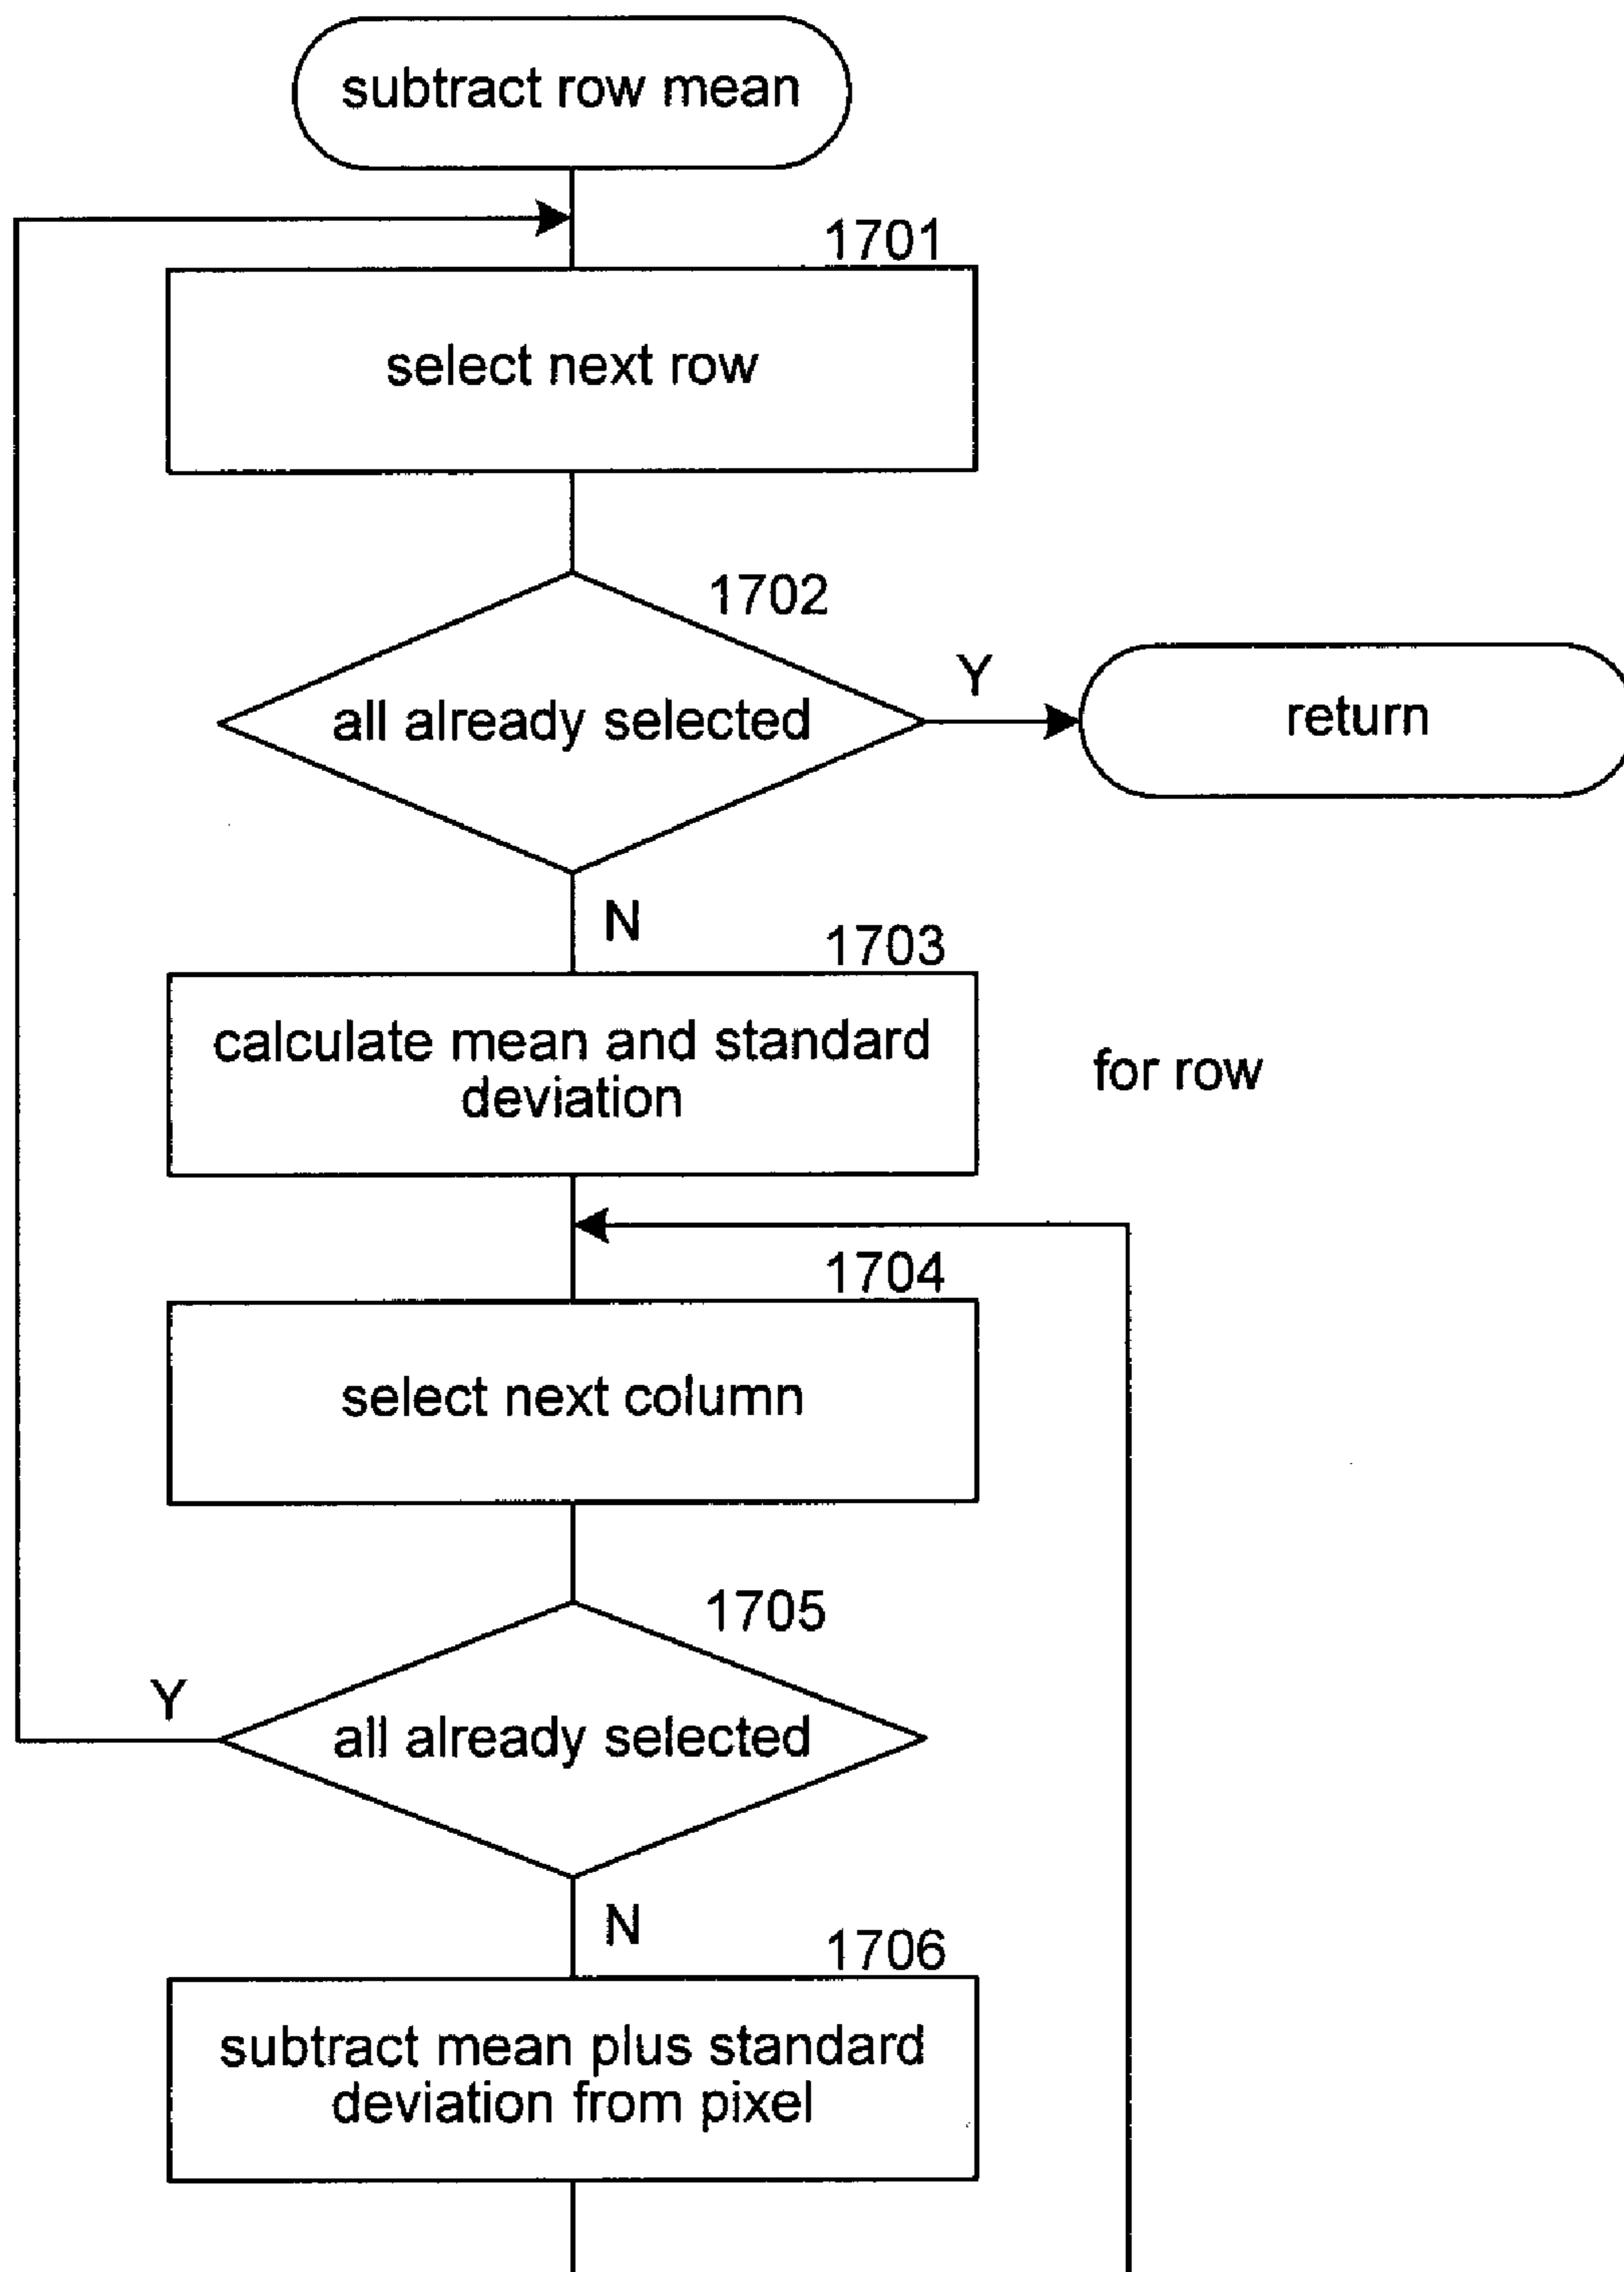 subtract row mean
1701
select next row
1702
all already selected
Y
return
N
1703
calculate mean and standard
deviation
for row
1704
select next column
1705
Y
all already selected
N
1706
subtract mean plus standard
deviation from pixel